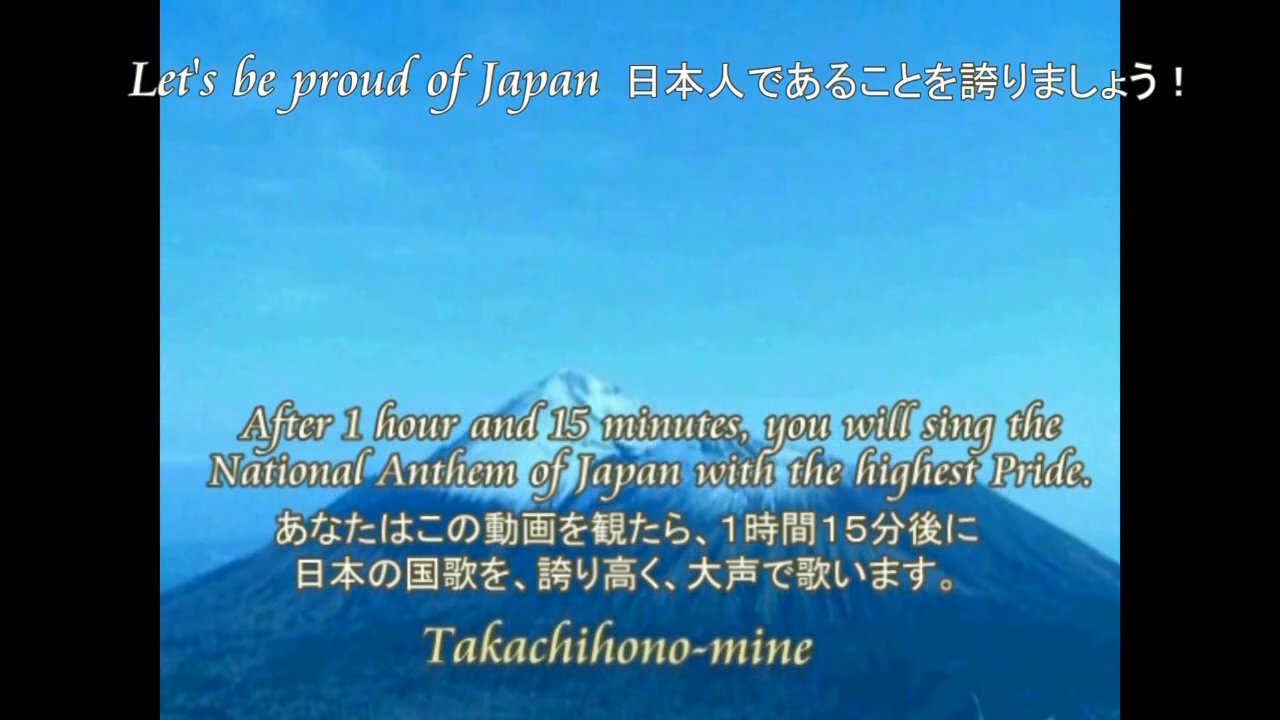 Let's be proud of Japan 日本人であることを誇りましょう！
After 1 hour and 15 minutes, you will sing the
National Anthem of Japan with the highest Pride.
あなたはこの動画を観たら、１時間１５分後に
日本の国歌を、誇り高く、大声で歌います。
Takachihono-mine